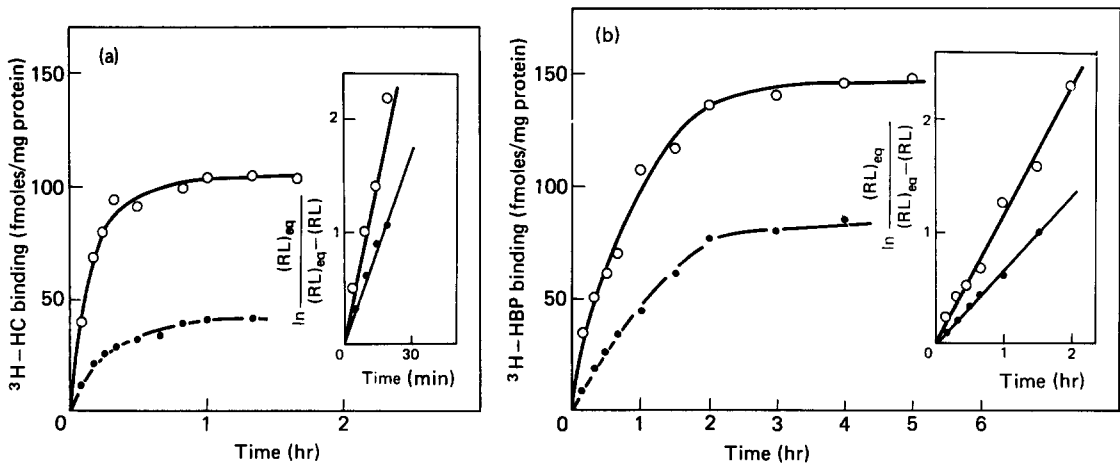 (a)
³H–HC binding (fmoles/mg protein)
150
100
50
0
0
1
2
Time (hr)
ln (RL)eq / (RL)eq–(RL)
2
1
0
30
Time (min)
(b)
³H–HBP binding (fmoles/mg protein)
150
100
50
0
0
1
2
3
4
5
6
Time (hr)
ln (RL)eq / (RL)eq–(RL)
2
1
0
0
1
2
Time (hr)